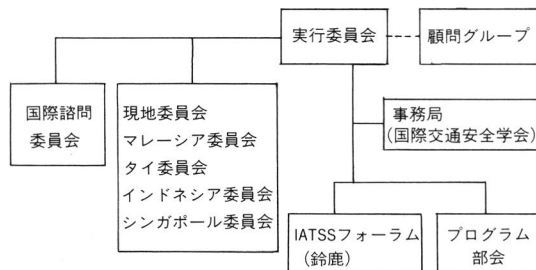 実行委員会
顧問グループ
国際諮問
委員会
現地委員会
マレーシア委員会
タイ委員会
インドネシア委員会
シンガポール委員会
事務局
(国際交通安全学会)
IATSSフォーラム
(鈴鹿)
プログラム
部会